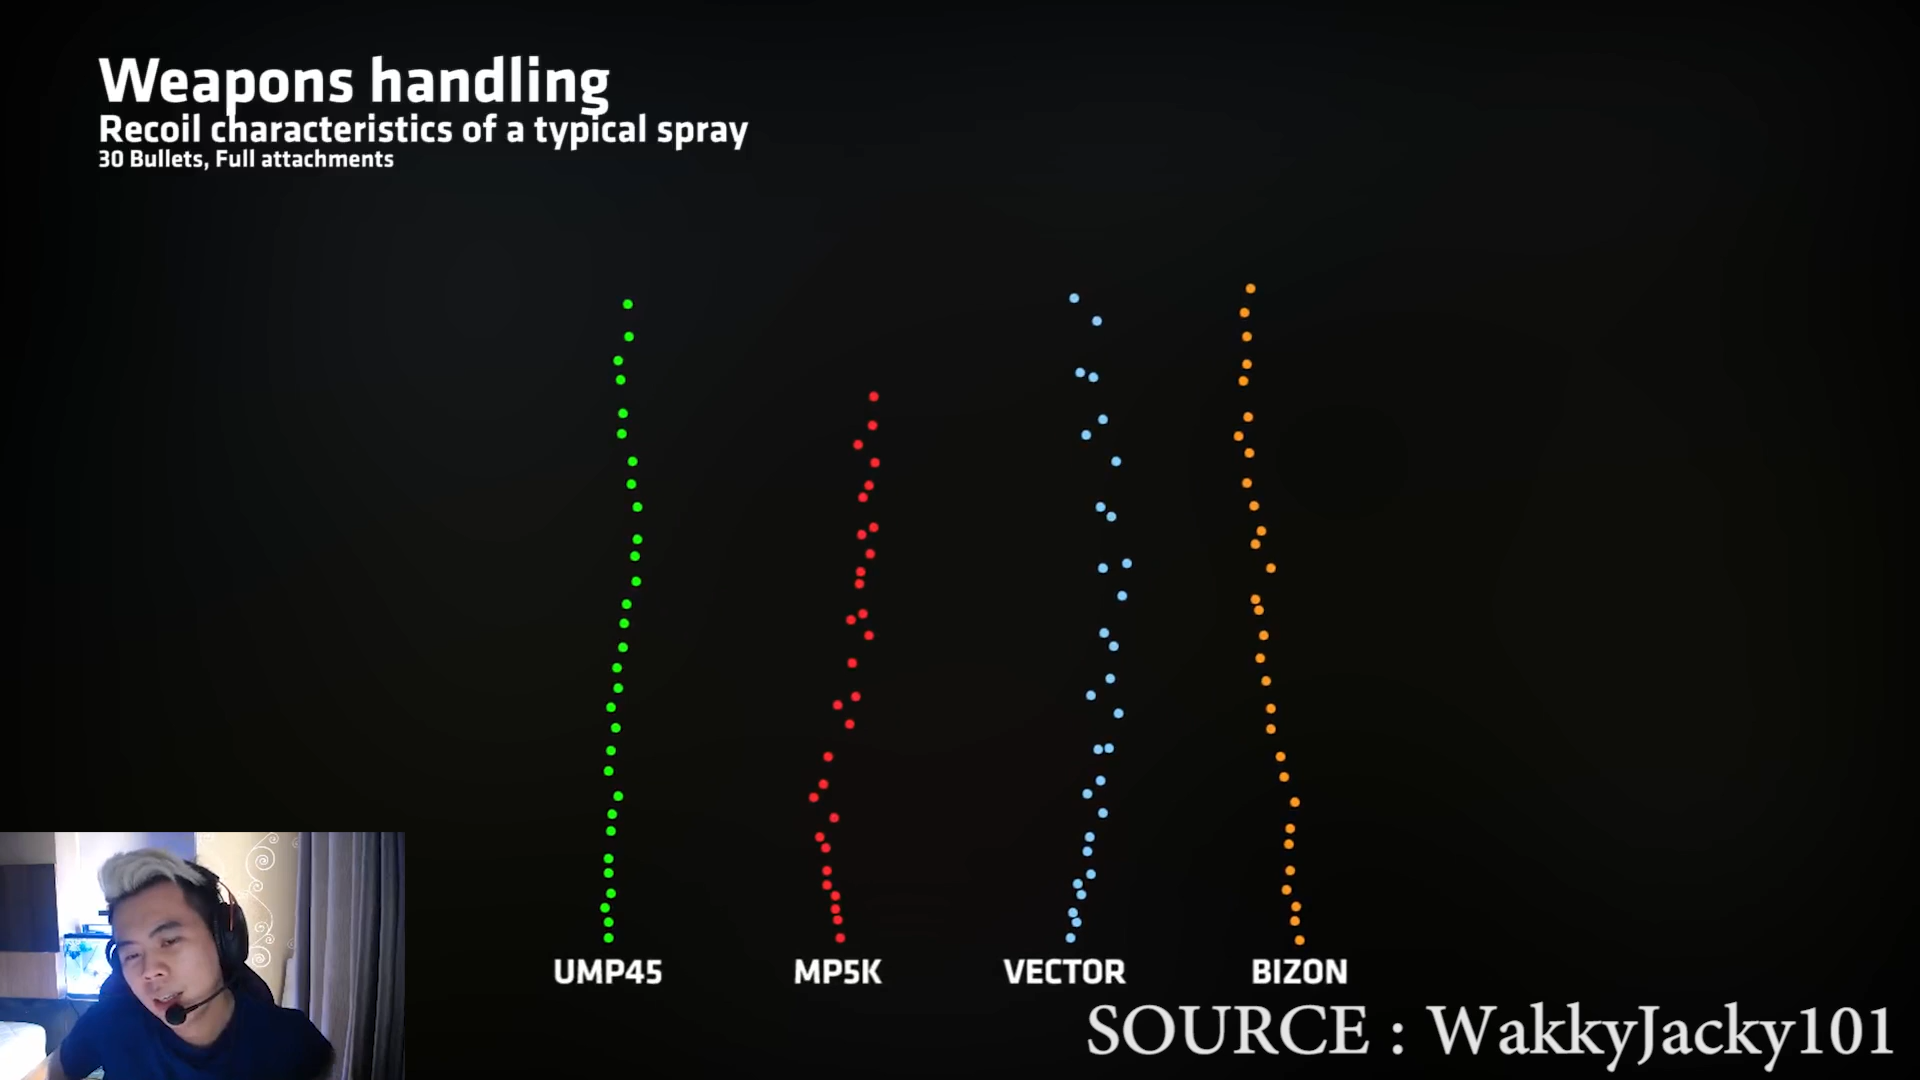 Weapons handling
Recoil characteristics of a typical spray
30 Bullets, Full attachments
UMP45 MP5K VECTOR BIZON
SOURCE : WakkyJacky101